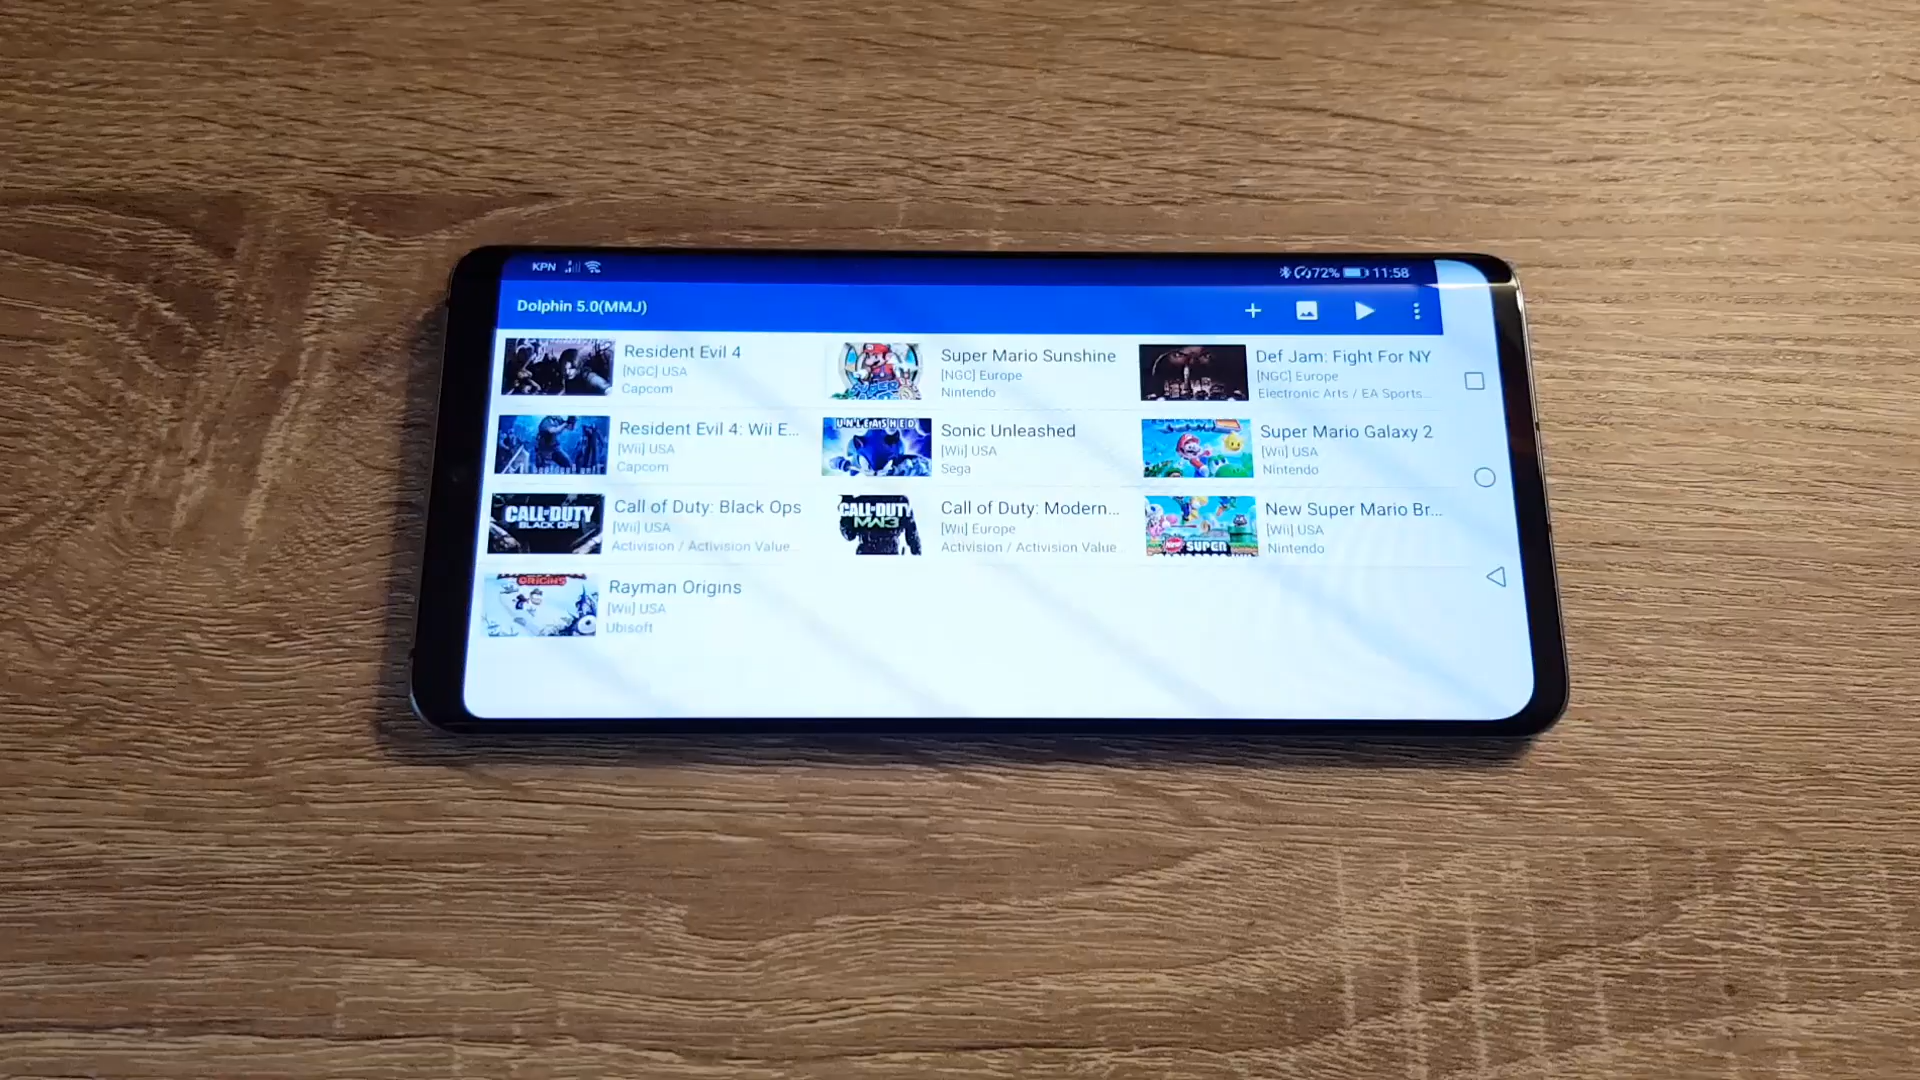 KPN
72% 11:58
Dolphin 5.0(MMJ)
Resident Evil 4
[NGC] USA
Capcom
Super Mario Sunshine
[NGC] Europe
Nintendo
Def Jam: Fight For NY
[NGC] Europe
Electronic Arts / EA Sports...
Resident Evil 4: Wii E...
[Wii] USA
Capcom
UNLEASHED
Sonic Unleashed
[Wii] USA
Sega
Super Mario Galaxy 2
[Wii] USA
Nintendo
CALL OF DUTY
BLACK OPS
Call of Duty: Black Ops
[Wii] USA
Activision / Activision Value...
CALL OF DUTY
MW3
Call of Duty: Modern...
[Wii] Europe
Activision / Activision Value...
SUPER
New Super Mario Br...
[Wii] USA
Nintendo
ORIGINS
Rayman Origins
[Wii] USA
Ubisoft